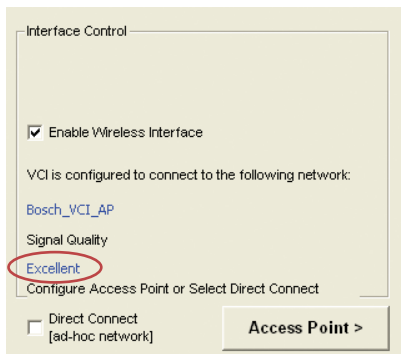 Interface Control
Enable Wireless Interface
VCI is configured to connect to the following network:
Bosch_VCI_AP
Signal Quality
Excellent
Configure Access Point or Select Direct Connect
Direct Connect
[ad-hoc network]
Access Point >